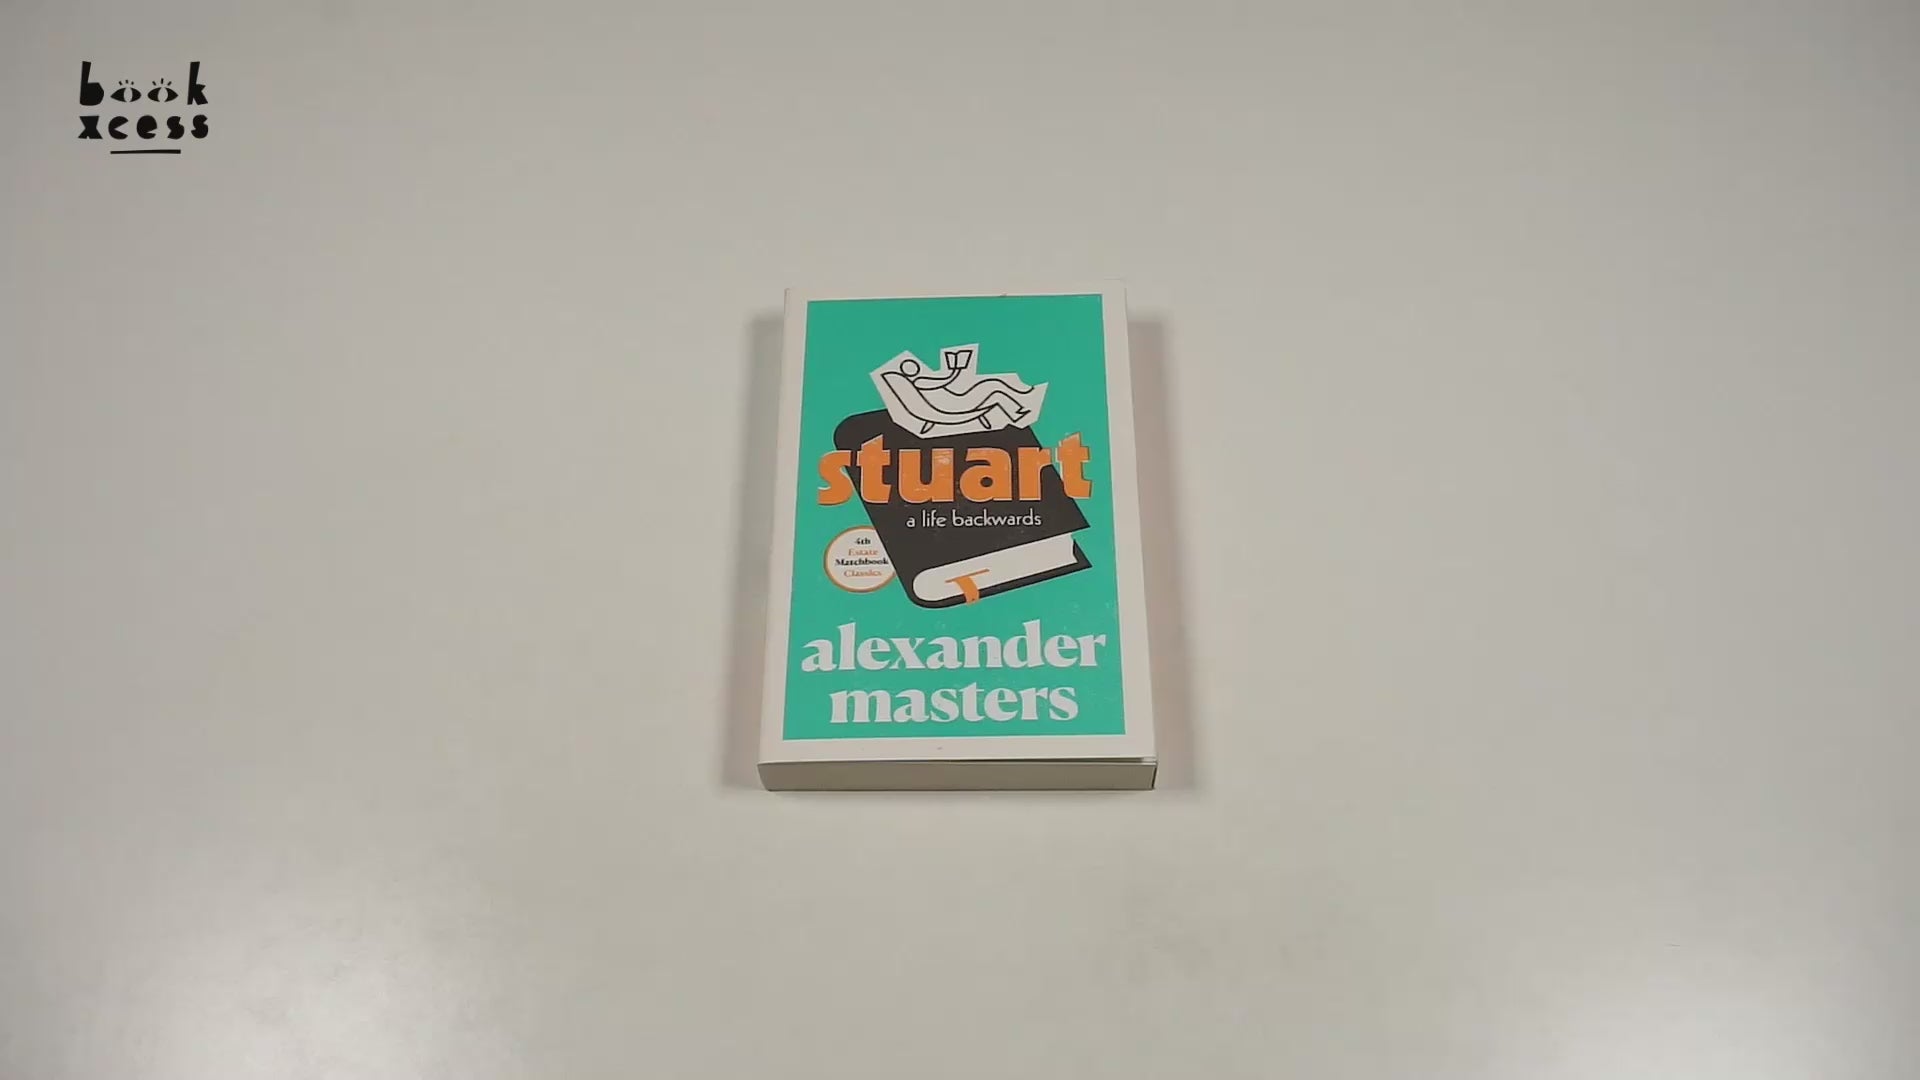 book
xcess
stuart
a life backwards
4th
Estate
Matchbook
Classics
alexander
masters